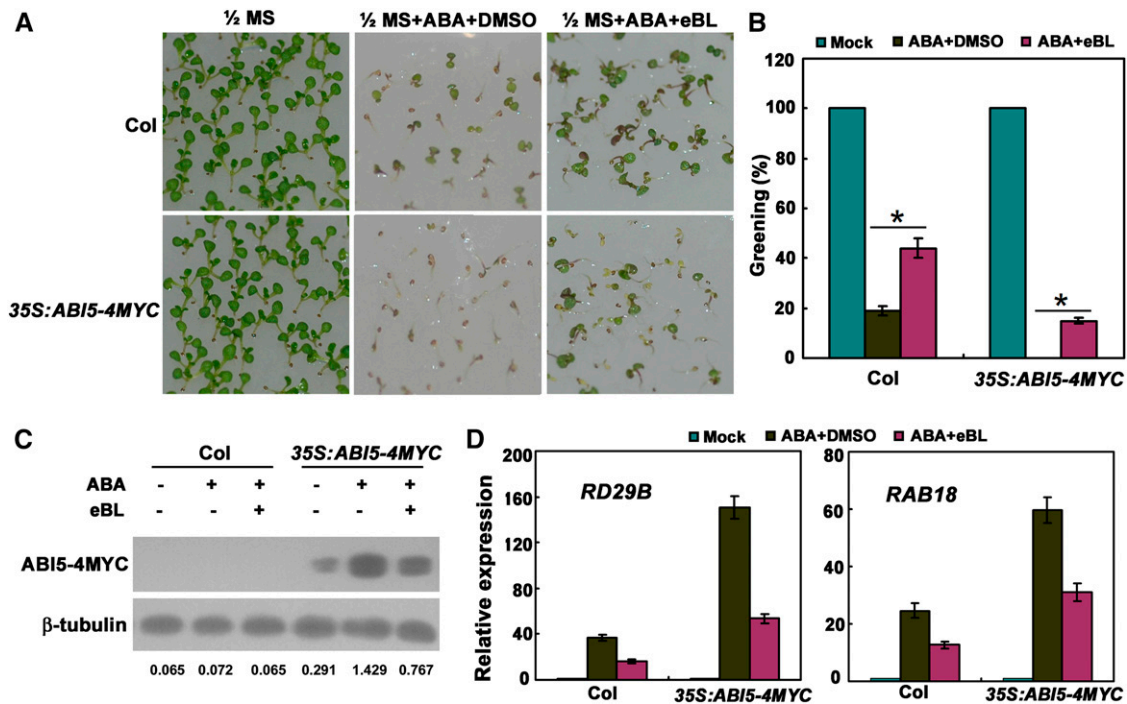 A
½ MS
½ MS+ABA+DMSO
½ MS+ABA+eBL
Col
35S:ABI5-4MYC
B
Mock ABA+DMSO ABA+eBL
Greening (%)
120
100
80
60
40
20
0
*
*
Col
35S:ABI5-4MYC
C
Col
35S:ABI5-4MYC
ABA - + + - + +
eBL - - + - - +
ABI5-4MYC
β-tubulin
0.065 0.072 0.065 0.291 1.429 0.767
D
Mock ABA+DMSO ABA+eBL
Relative expression
200
160
120
80
40
0
RD29B
Col
35S:ABI5-4MYC
80
60
40
20
0
RAB18
Col
35S:ABI5-4MYC